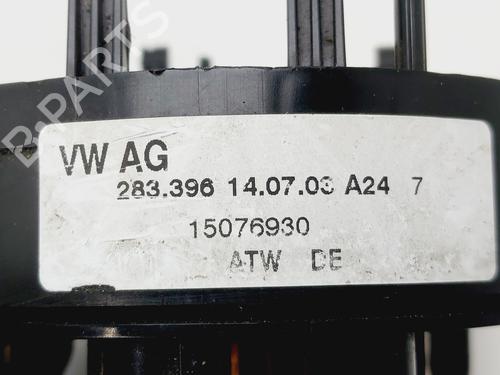 B-PARTS
VW AG
283.396 14.07.03 A24 7
15076930
ATW DE